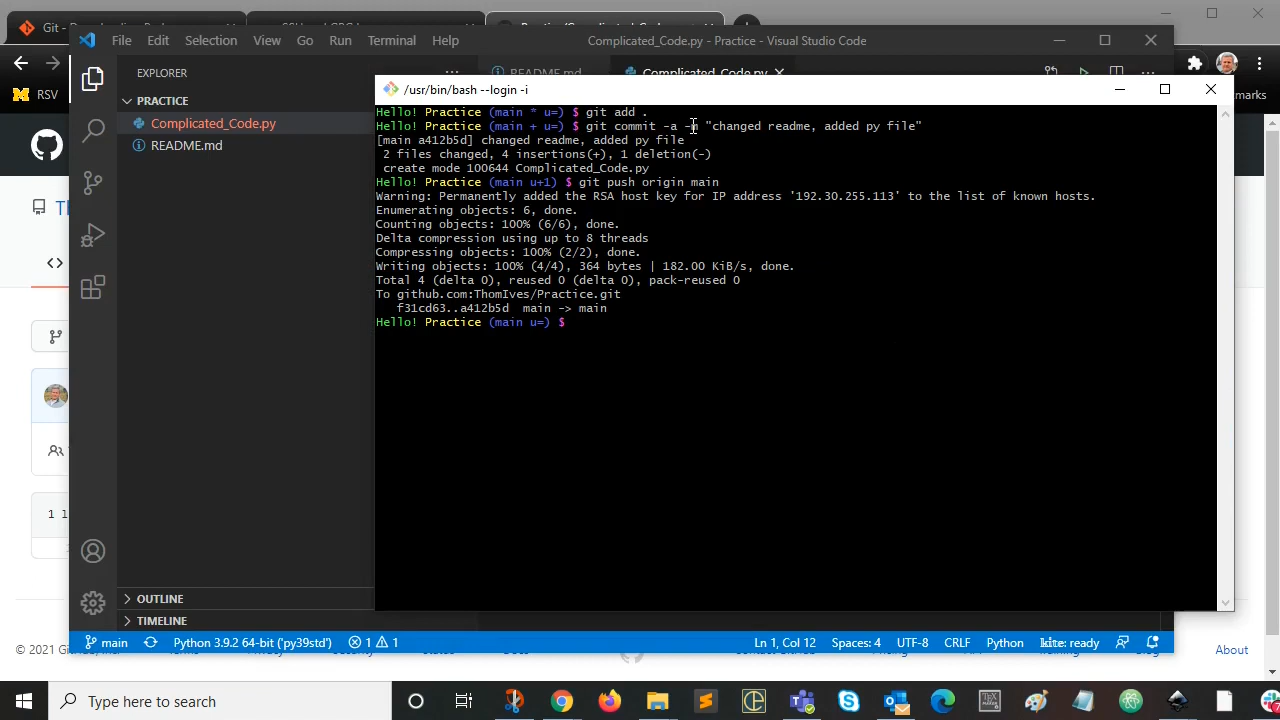 Git -
File Edit Selection View Go Run Terminal Help
Complicated_Code.py - Practice - Visual Studio Code
EXPLORER
README.md
Complicated_Code.py
RSV
PRACTICE
Complicated_Code.py
README.md
/usr/bin/bash --login -i
Hello! Practice (main * u=) $ git add .
Hello! Practice (main + u=) $ git commit -a -m "changed readme, added py file"
[main a412b5d] changed readme, added py file
2 files changed, 4 insertions(+), 1 deletion(-)
create mode 100644 Complicated_Code.py
Hello! Practice (main u+1) $ git push origin main
Warning: Permanently added the RSA host key for IP address '192.30.255.113' to the list of known hosts.
Enumerating objects: 6, done.
Counting objects: 100% (6/6), done.
Delta compression using up to 8 threads
Compressing objects: 100% (2/2), done.
Writing objects: 100% (4/4), 364 bytes | 182.00 KiB/s, done.
Total 4 (delta 0), reused 0 (delta 0), pack-reused 0
To github.com:ThomIves/Practice.git
f31cd63..a412b5d main -> main
Hello! Practice (main u=) $
OUTLINE
TIMELINE
main
Python 3.9.2 64-bit ('py39std')
1 1
Ln 1, Col 12 Spaces: 4 UTF-8 CRLF Python kite: ready
© 2021
About
Type here to search